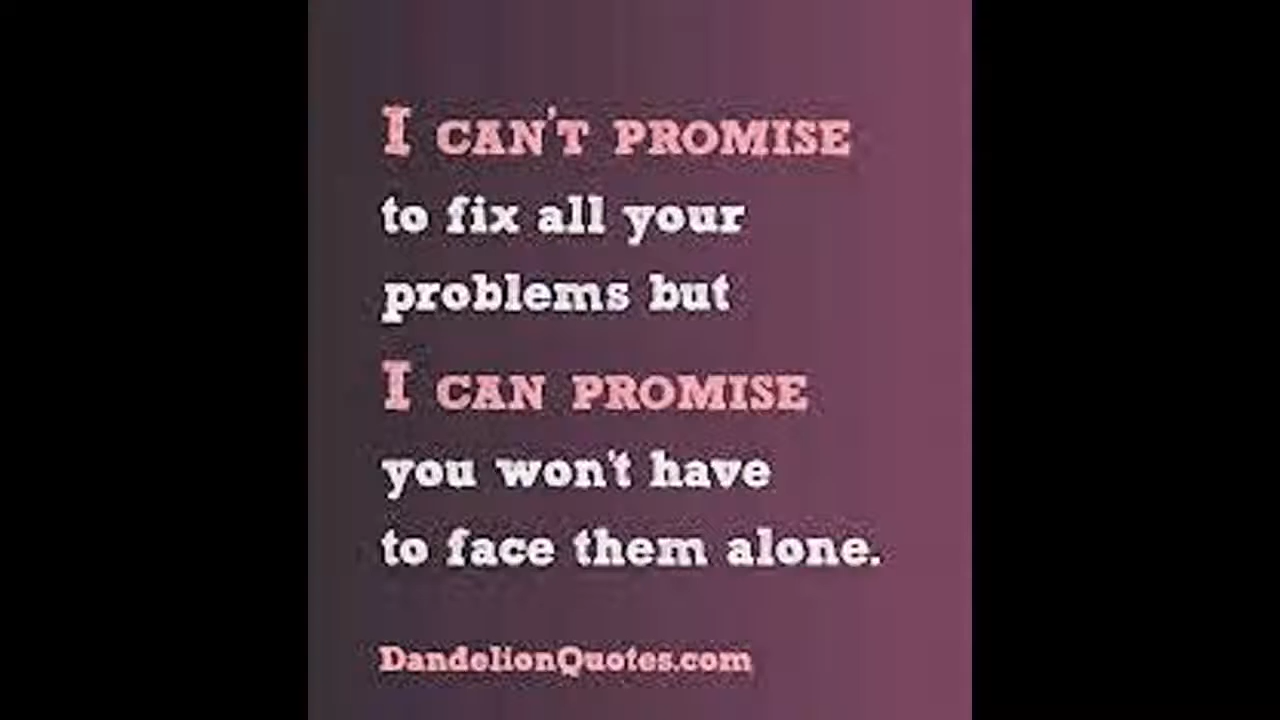 I CAN'T PROMISE
to fix all your
problems but
I CAN PROMISE
you won't have
to face them alone.
DandelionQuotes.com